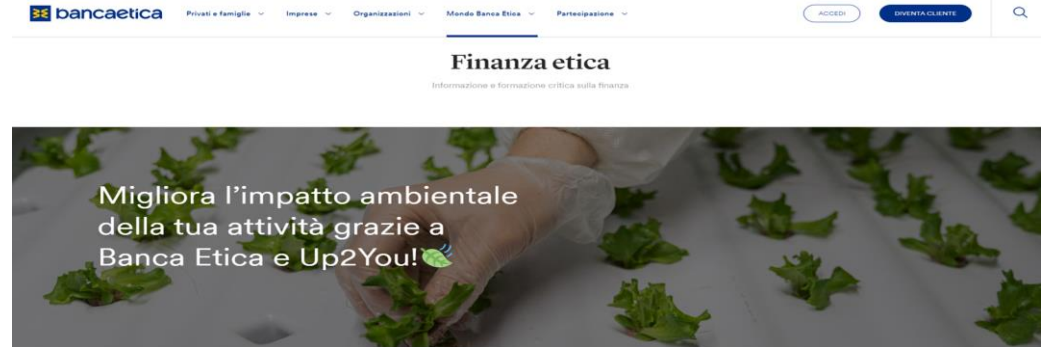 bancaetica
Privati e famiglie Imprese Organizzazioni Mondo Banca Etica Partecipazione ACCEDI DIVENTA CLIENTE
Finanza etica
Informazione e formazione critica sulla finanza
Migliora l'impatto ambientale
della tua attività grazie a
Banca Etica e Up2You!